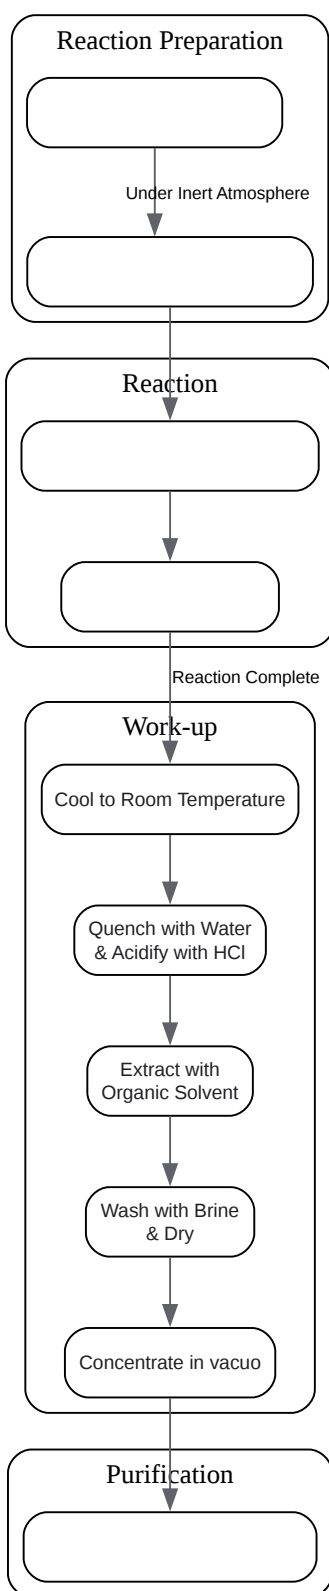 Reaction Preparation
Under Inert Atmosphere
Reaction
Reaction Complete
Work-up
Cool to Room Temperature
Quench with Water
& Acidify with HCl
Extract with
Organic Solvent
Wash with Brine
& Dry
Concentrate in vacuo
Purification